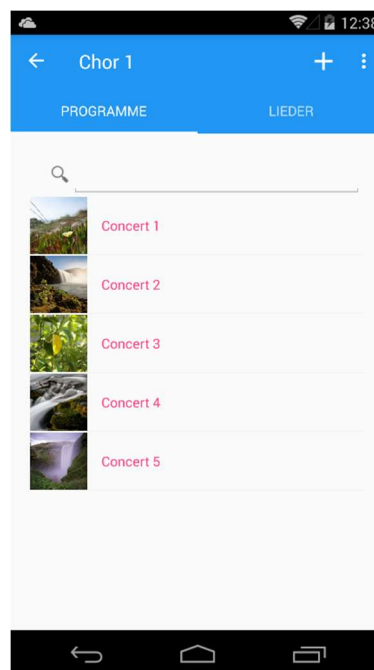 12:38
Chor 1
PROGRAMME LIEDER
Concert 1
Concert 2
Concert 3
Concert 4
Concert 5